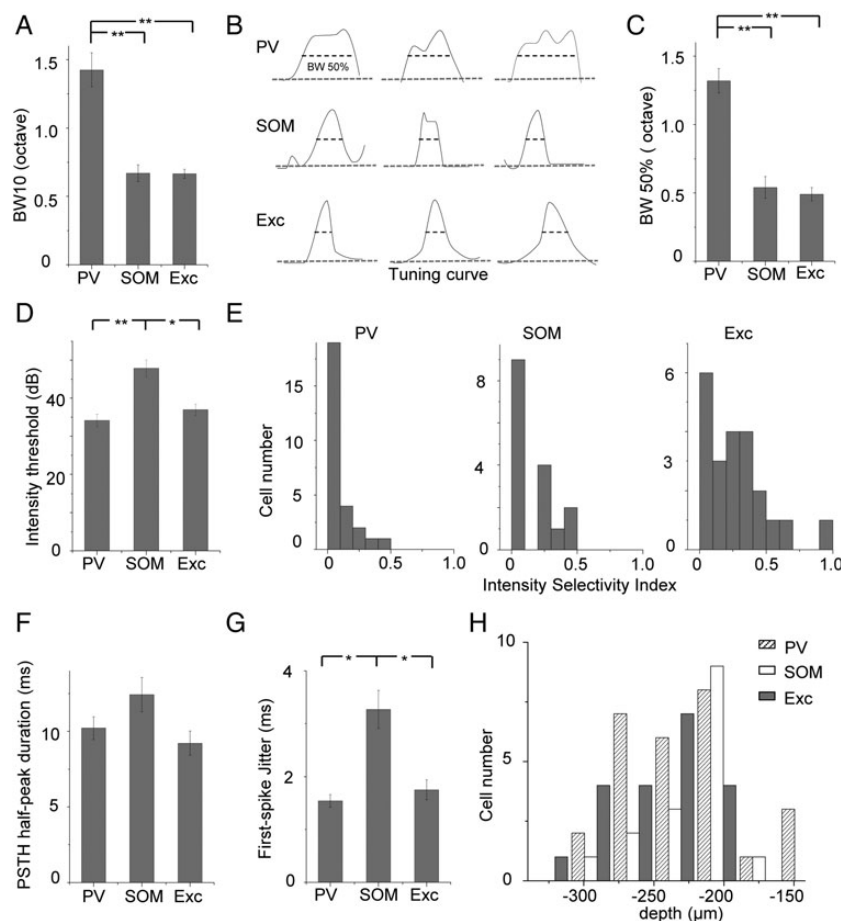 A
**
**
BW10 (octave)
1.5
1.0
0.5
0
PV SOM Exc
B
PV
BW 50%
SOM
Exc
Tuning curve
C
**
**
BW 50% ( octave)
1.5
1.0
0.5
0
PV SOM Exc
D
** *
Intensity threshold (dB)
40
20
0
PV SOM Exc
E
PV SOM Exc
Cell number
15
10
5
0
8
4
0
6
3
0
0 0.5 1.0
0 0.5 1.0
0 0.5 1.0
Intensity Selectivity Index
F
PSTH half-peak duration (ms)
10
5
0
PV SOM Exc
G
* *
First-spike Jitter (ms)
4
2
0
PV SOM Exc
H
Cell number
10
5
0
PV
SOM
Exc
-300 -250 -200 -150
depth (μm)